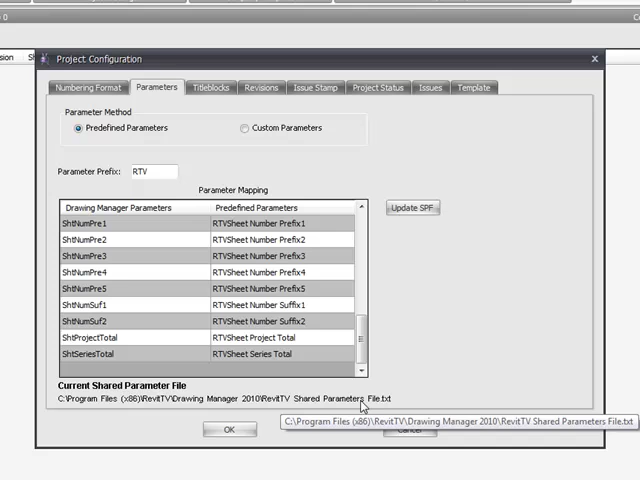 Project Configuration
X
Numbering Format
Parameters
Titleblocks
Revisions
Issue Stamp
Project Status
Issues
Template
Parameter Method
Predefined Parameters
Custom Parameters
Parameter Prefix:
RTV
Parameter Mapping
Drawing Manager Parameters
Predefined Parameters
Update SPF
ShtNumPre1
RTVSheet Number Prefix1
ShtNumPre2
RTVSheet Number Prefix2
ShtNumPre3
RTVSheet Number Prefix3
ShtNumPre4
RTVSheet Number Prefix4
ShtNumPre5
RTVSheet Number Prefix5
ShtNumSuf1
RTVSheet Number Suffix1
ShtNumSuf2
RTVSheet Number Suffix2
ShtProjectTotal
RTVSheet Project Total
ShtSeriesTotal
RTVSheet Series Total
Current Shared Parameter File
C:\Program Files (x86)\RevitTV\Drawing Manager 2010\RevitTV Shared Parameters File.txt
C:\Program Files (x86)\RevitTV\Drawing Manager 2010\RevitTV Shared Parameters File.txt
OK
Cancel